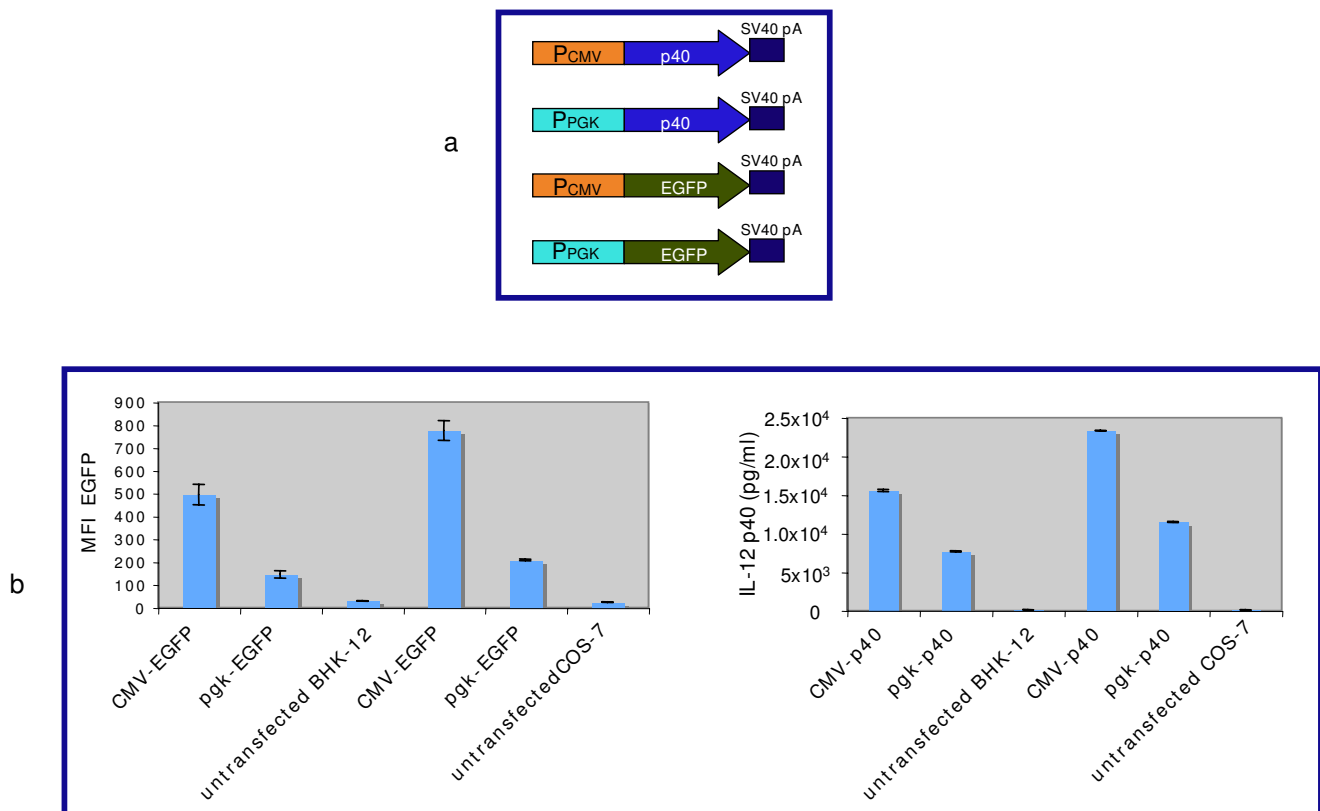 a
SV40 pA
PCMV p40
SV40 pA
PPGK p40
SV40 pA
PCMV EGFP
SV40 pA
PPGK EGFP
b
MFI EGFP
900
800
700
600
500
400
300
200
100
0
CMV-EGFP
pgk-EGFP
untransfected BHK-12
CMV-EGFP
pgk-EGFP
untransfectedCOS-7
IL-12 p40 (pg/ml)
2.5x10⁴
2.0x10⁴
1.5x10⁴
1.0x10⁴
5x10³
0
CMV-p40
pgk-p40
untransfected BHK-12
CMV-p40
pgk-p40
untransfected COS-7